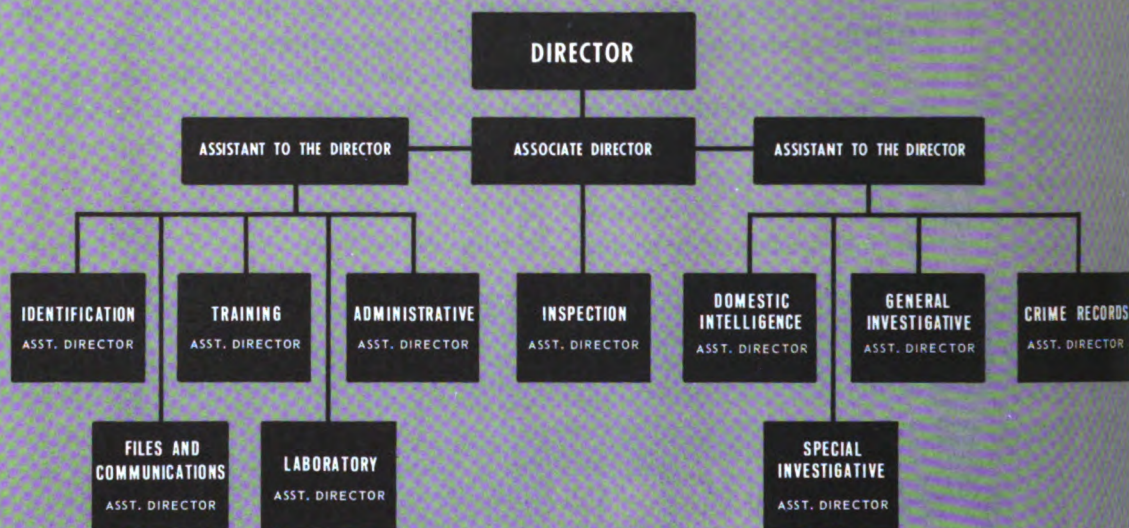 DIRECTOR
ASSISTANT TO THE DIRECTOR
ASSOCIATE DIRECTOR
ASSISTANT TO THE DIRECTOR
IDENTIFICATION
ASST. DIRECTOR
TRAINING
ASST. DIRECTOR
ADMINISTRATIVE
ASST. DIRECTOR
INSPECTION
ASST. DIRECTOR
DOMESTIC
INTELLIGENCE
ASST. DIRECTOR
GENERAL
INVESTIGATIVE
ASST. DIRECTOR
CRIME RECORDS
ASST. DIRECTOR
FILES AND
COMMUNICATIONS
ASST. DIRECTOR
LABORATORY
ASST. DIRECTOR
SPECIAL
INVESTIGATIVE
ASST. DIRECTOR